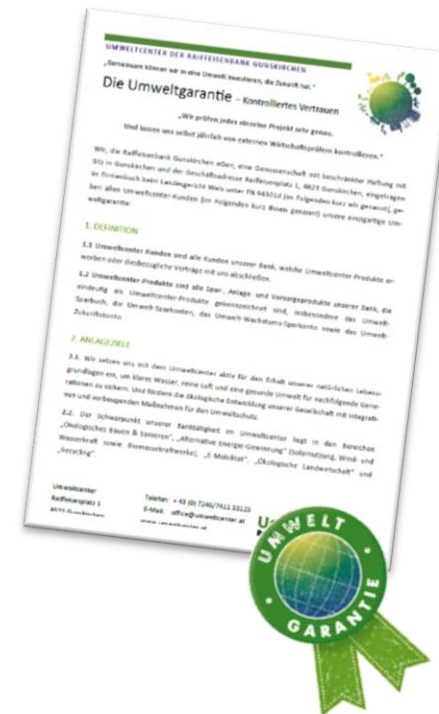 UMWELTCENTER DER RAIFFEISENBANK GUNSKIRCHEN
„Gemeinsam können wir in eine Umwelt investieren, die Zukunft hat.“
Die Umweltgarantie – Kontrolliertes Vertrauen
„Wir prüfen jedes einzelne Projekt sehr genau.
Und lassen uns selbst jährlich von externen Wirtschaftsprüfern kontrollieren.“
Wir, die Raiffeisenbank Gunskirchen eGen, eine Genossenschaft mit beschränkter Haftung mit
Sitz in Gunskirchen und der Geschäftsadresse Raiffeisenplatz 1, 4623 Gunskirchen, eingetragen
im Firmenbuch beim Landesgericht Wels unter FN (im Folgenden kurz wir genannt), ge-
ben allen Umweltcenter-Kunden (im Folgenden kurz Ihnen genannt) unsere einzigartige Um-
weltgarantie:
1. DEFINITION
1.1 Umweltcenter-Kunden sind alle Kunden unserer Bank, welche Umweltcenter-Produkte er-
werben oder diesbezügliche Verträge mit uns abschließen.
1.2 Umweltcenter-Produkte sind alle Spar-, Anlage- und Vorsorgeprodukte unserer Bank, die
eindeutig als Umweltcenter-Produkte gekennzeichnet sind, insbesondere das Umwelt-
Sparbuch, die Umwelt-Sparkonten, das Umwelt-Wachstums-Sparkonto sowie das Umwelt-
Zukunftskonto.
2. ANLAGEZIELE
2.1. Wir setzen uns mit dem Umweltcenter aktiv für den Erhalt unserer natürlichen Lebens-
grundlagen ein, um klares Wasser, reine Luft und eine gesunde Umwelt für nachfolgende Gene-
rationen zu sichern. Und fördern die ökologische Entwicklung unserer Gesellschaft mit integrati-
ven und vorbeugenden Maßnahmen für den Umweltschutz.
2.2. Der Schwerpunkt unserer Banktätigkeit im Umweltcenter liegt in den Bereichen
„Ökologisches Bauen & Sanieren“, „Alternative Energie-Gewinnung“ (Solarnutzung, Wind- und
Wasserkraft sowie Biomassekraftwerke), „E-Mobilität“, „Ökologische Landwirtschaft“ und
„Recycling“.
Umweltcenter
Raiffeisenplatz 1
4623 Gunskirchen
Telefon: + 43 (0) 7246/7411 33123
E-Mail: office@umweltcenter.at
www.umweltcenter.at
UMWELT
GARANTIE